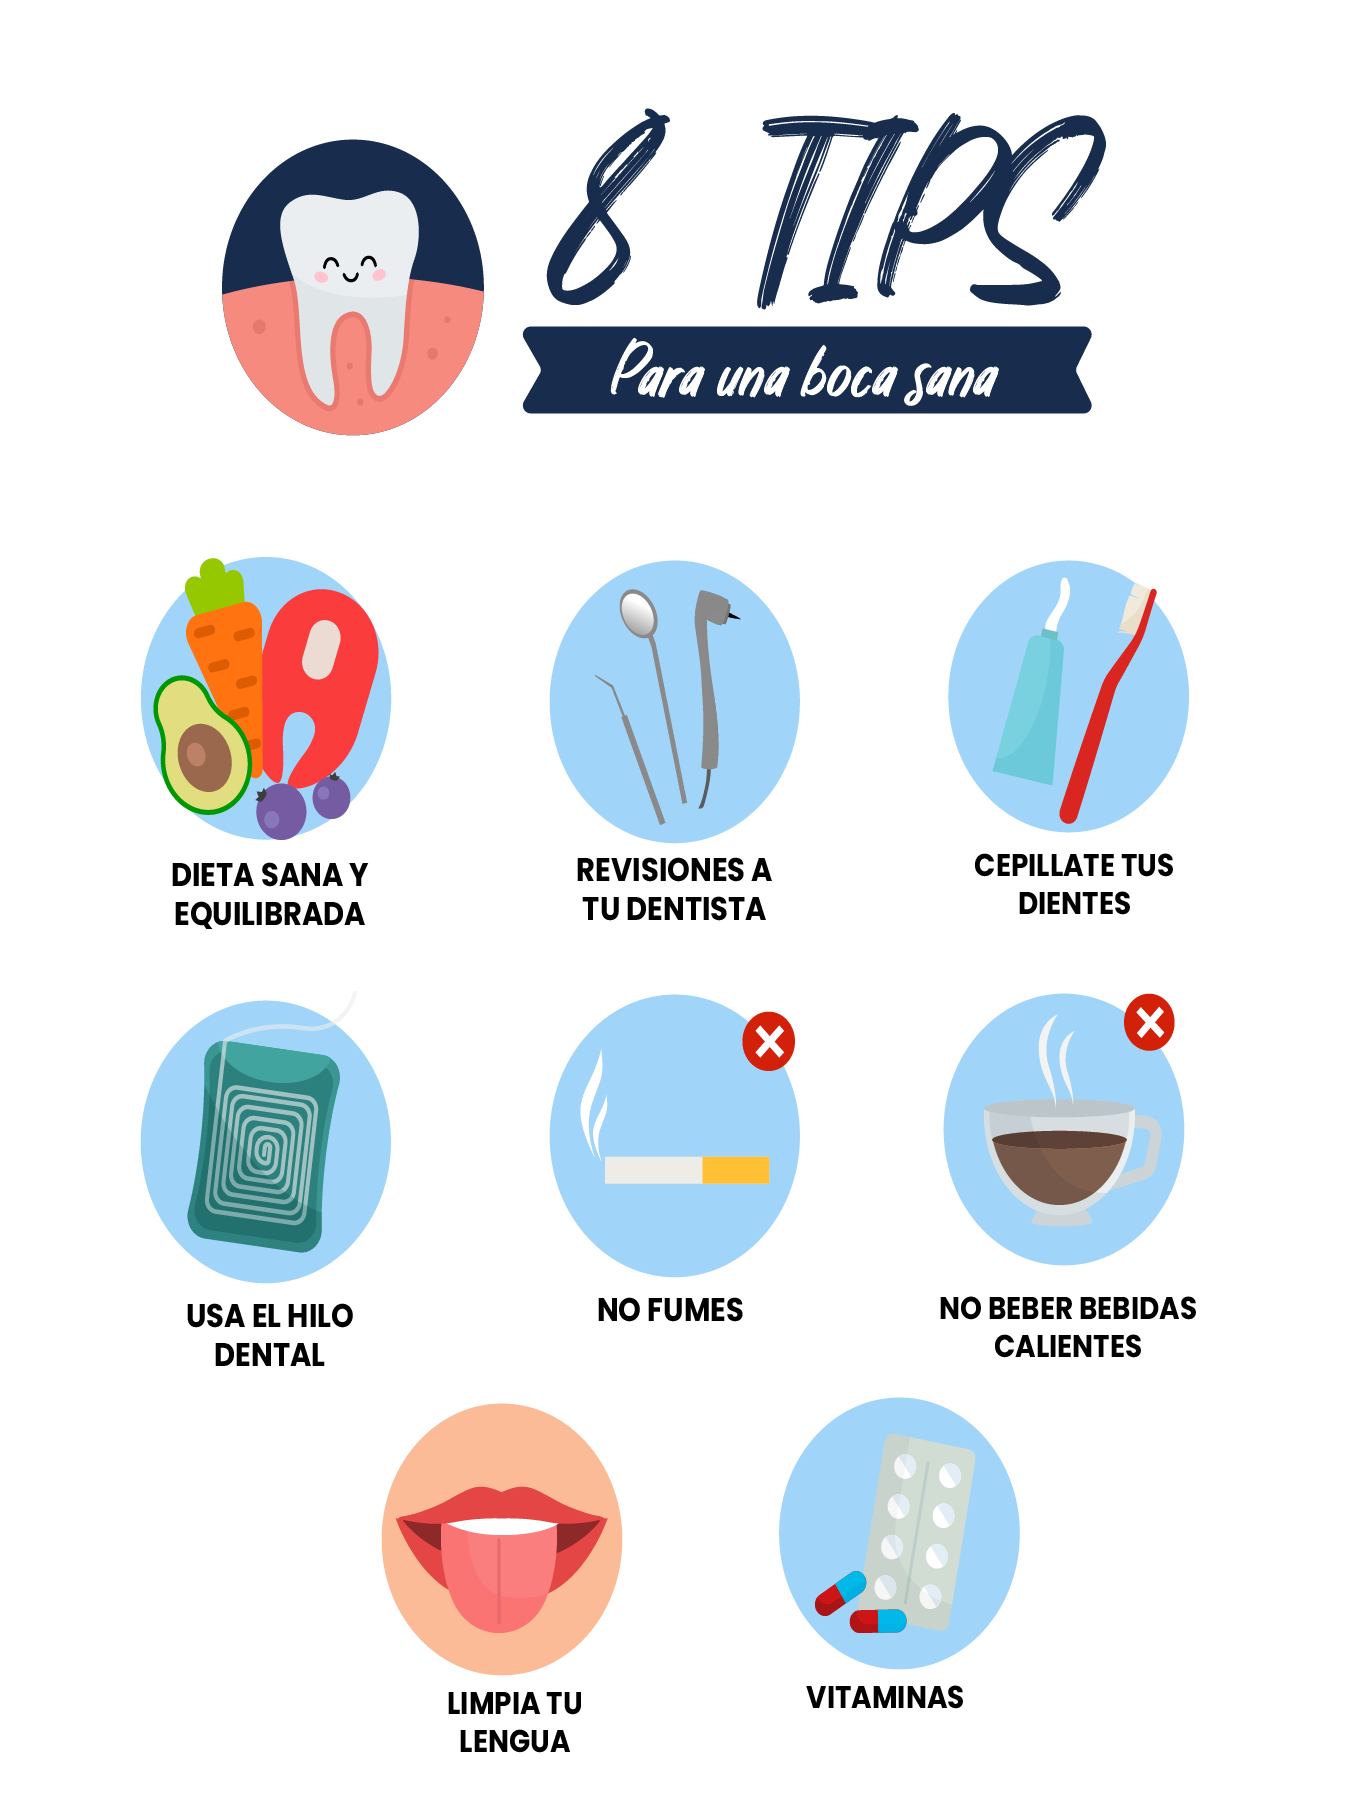 8 TIPS
Para una boca sana
DIETA SANA Y
EQUILIBRADA
REVISIONES A
TU DENTISTA
CEPILLATE TUS
DIENTES
USA EL HILO
DENTAL
NO FUMES
NO BEBER BEBIDAS
CALIENTES
LIMPIA TU
LENGUA
VITAMINAS